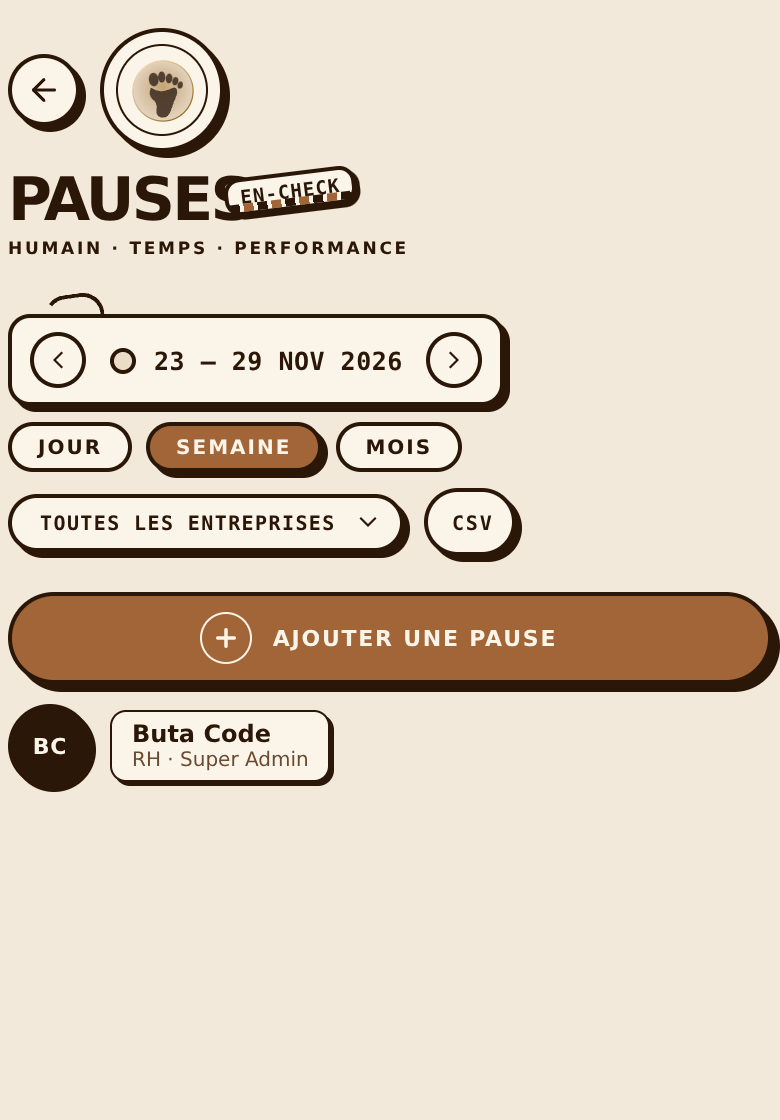 PAUSES
EN-CHECK
HUMAIN · TEMPS · PERFORMANCE
23 — 29 NOV 2026
JOUR
SEMAINE
MOIS
TOUTES LES ENTREPRISES
CSV
AJOUTER UNE PAUSE
BC
Buta Code
RH · Super Admin